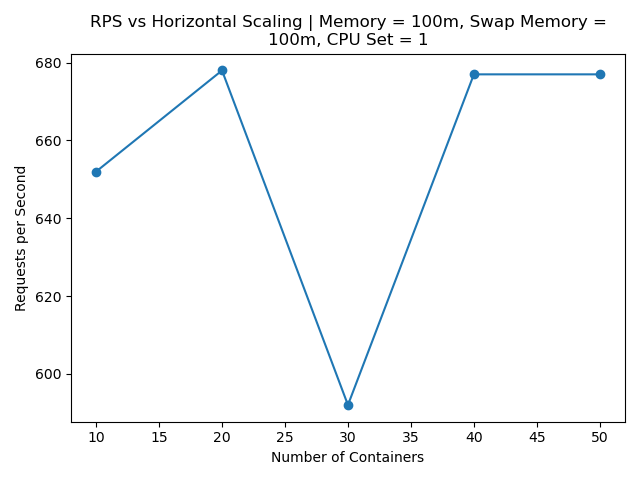 RPS vs Horizontal Scaling | Memory = 100m, Swap Memory =
100m, CPU Set = 1
680
660
640
620
600
Requests per Second
10 15 20 25 30 35 40 45 50
Number of Containers